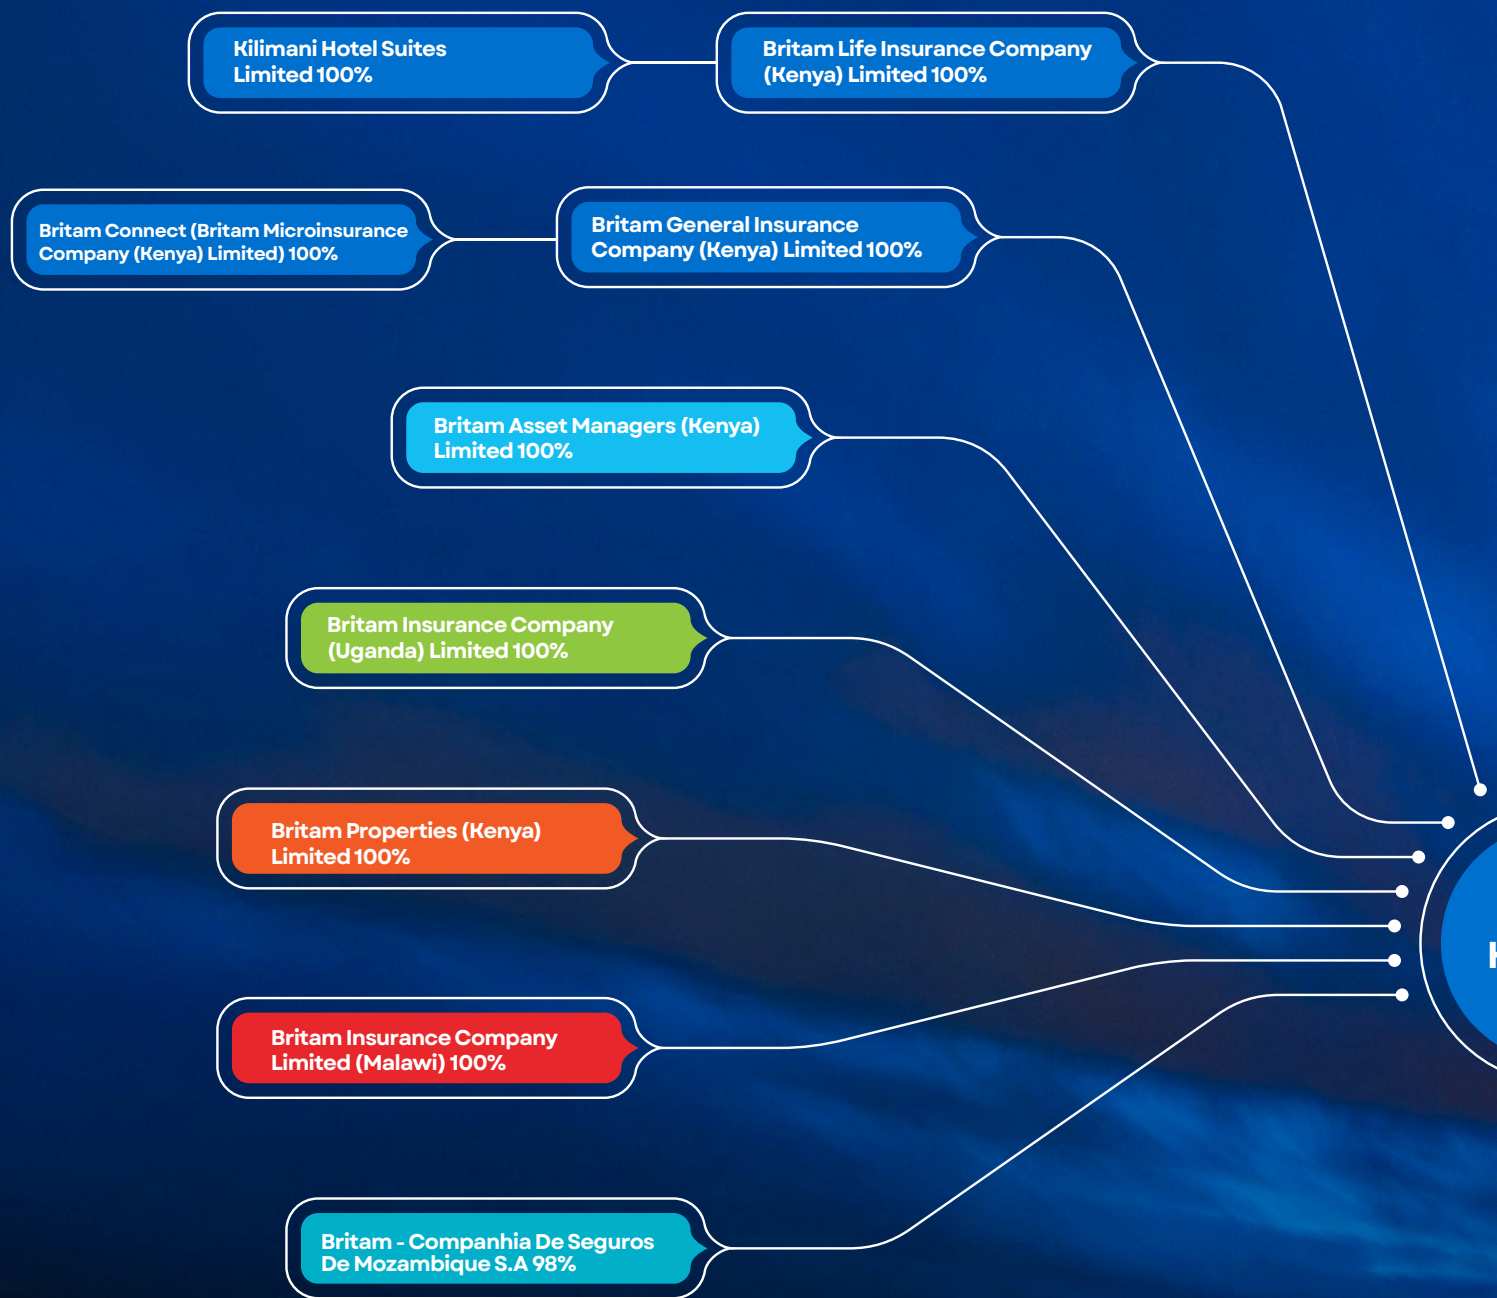 Kilimani Hotel Suites
Limited 100%
Britam Life Insurance Company
(Kenya) Limited 100%
Britam Connect (Britam Microinsurance
Company (Kenya) Limited) 100%
Britam General Insurance
Company (Kenya) Limited 100%
Britam Asset Managers (Kenya)
Limited 100%
Britam Insurance Company
(Uganda) Limited 100%
Britam Properties (Kenya)
Limited 100%
Britam Insurance Company
Limited (Malawi) 100%
Britam - Companhia De Seguros
De Mozambique S.A 98%